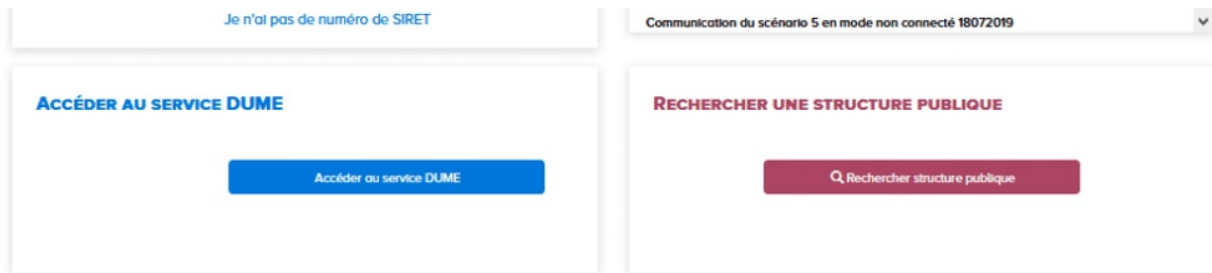 Je n'ai pas de numéro de SIRET
Communication du scénario 5 en mode non connecté 18072019
ACCÉDER AU SERVICE DUME
RECHERCHER UNE STRUCTURE PUBLIQUE
Accéder au service DUME
Rechercher structure publique